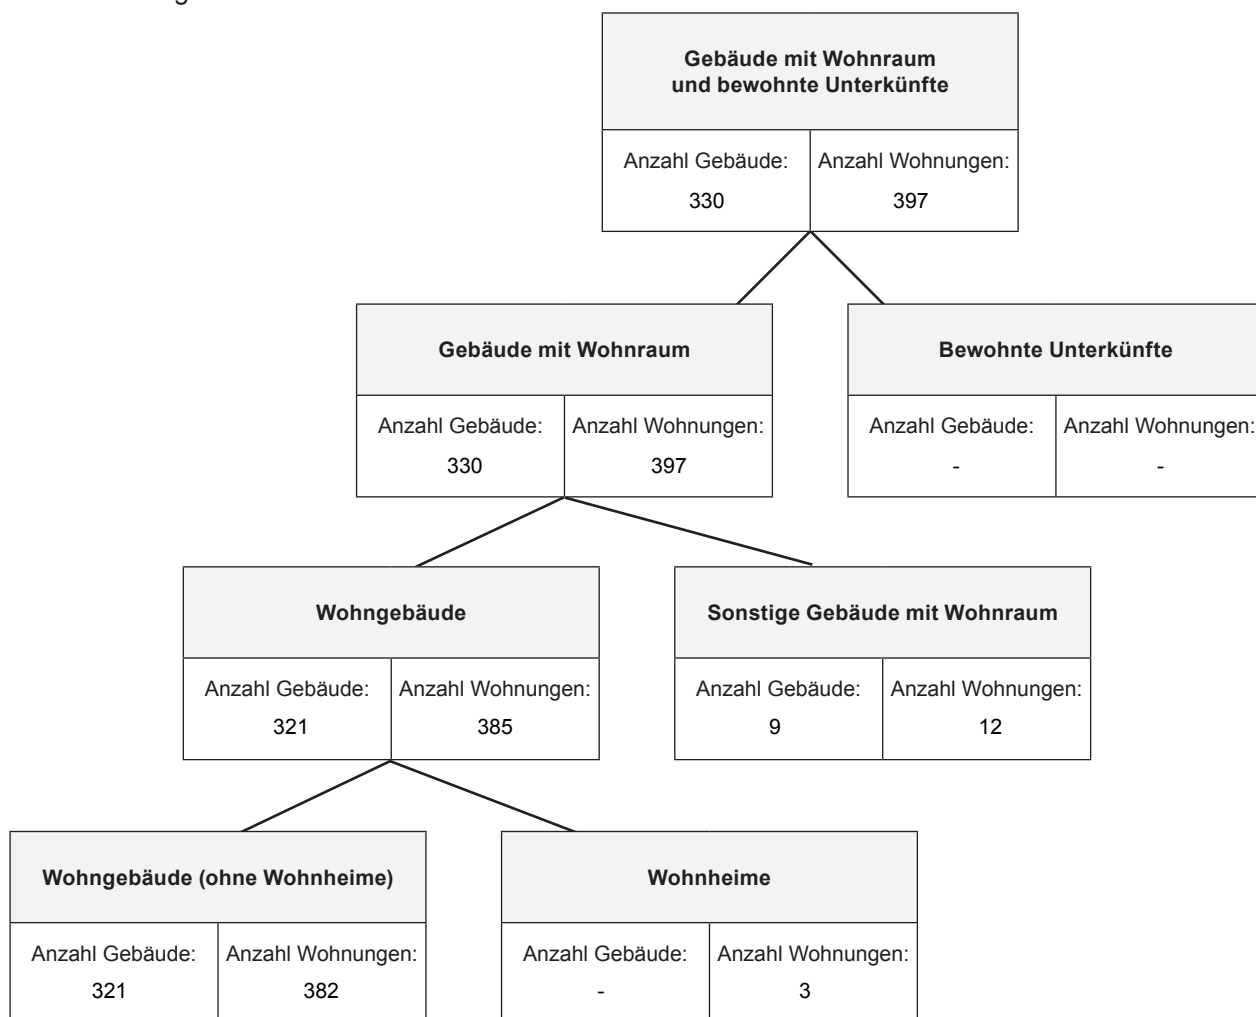 Gebäude mit Wohnraum
und bewohnte Unterkünfte
Anzahl Gebäude: Anzahl Wohnungen:
330 397
Gebäude mit Wohnraum
Bewohnte Unterkünfte
Anzahl Gebäude: Anzahl Wohnungen:
330 397
Anzahl Gebäude: Anzahl Wohnungen:
- -
Wohngebäude
Sonstige Gebäude mit Wohnraum
Anzahl Gebäude: Anzahl Wohnungen:
321 385
Anzahl Gebäude: Anzahl Wohnungen:
9 12
Wohngebäude (ohne Wohnheime)
Wohnheime
Anzahl Gebäude: Anzahl Wohnungen:
321 382
Anzahl Gebäude: Anzahl Wohnungen:
- 3